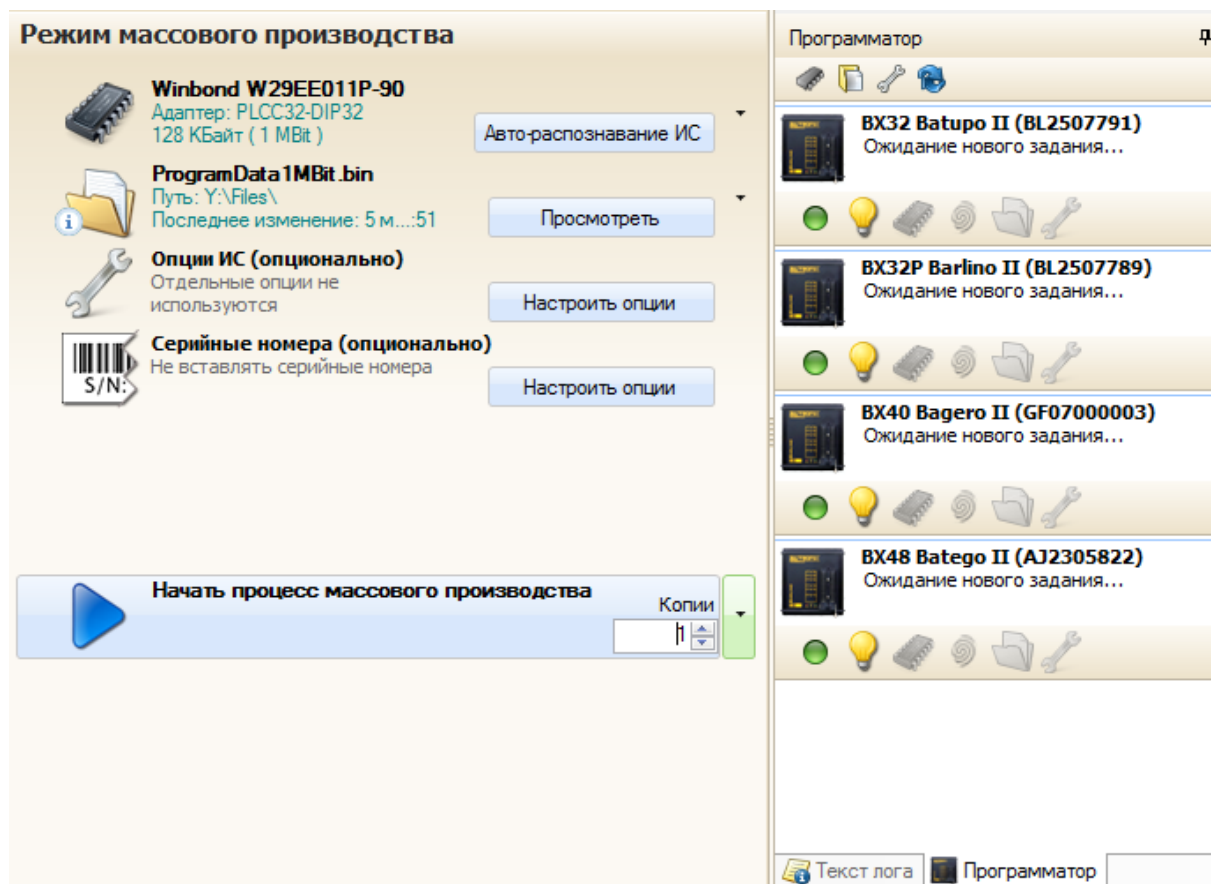 Режим массового производства
Winbond W29EE011P-90
Адаптер: PLCC32-DIP32
128 КБайт ( 1 MBit )
Авто-распознавание ИС
ProgramData1MBit.bin
Путь: Y:\Files\
Последнее изменение: 5 м...:51
Просмотреть
Опции ИС (опционально)
Отдельные опции не
используются
Настроить опции
Серийные номера (опционально)
Не вставлять серийные номера
S/N:
Настроить опции
Начать процесс массового производства
Копии
1
Программатор
BX32 Batupo II (BL2507791)
Ожидание нового задания...
BX32P Barlino II (BL2507789)
Ожидание нового задания...
BX40 Bagero II (GF07000003)
Ожидание нового задания...
BX48 Batego II (AJ2305822)
Ожидание нового задания...
Текст лога
Программатор